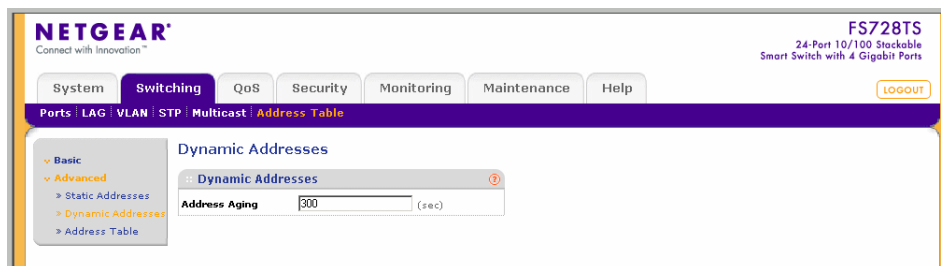 NETGEAR®
Connect with Innovation™
FS728TS
24-Port 10/100 Stackable
Smart Switch with 4 Gigabit Ports
System Switching QoS Security Monitoring Maintenance Help LOGOUT
Ports LAG VLAN STP Multicast Address Table
Basic
Advanced
» Static Addresses
» Dynamic Addresses
» Address Table
Dynamic Addresses
Dynamic Addresses ?
Address Aging 300 (sec)